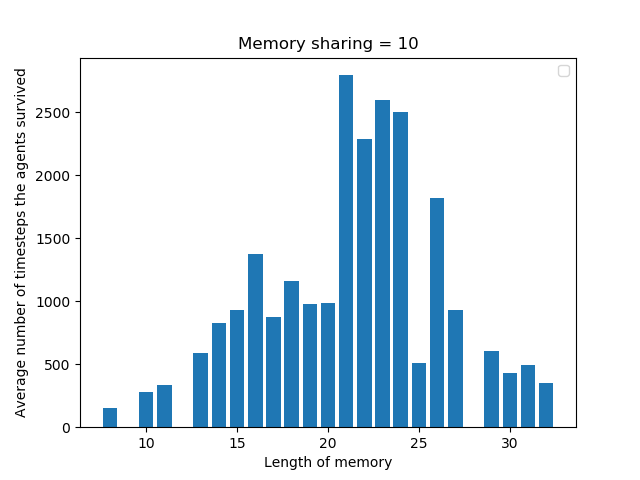 Memory sharing = 10
Average number of timesteps the agents survived
2500
2000
1500
1000
500
0
10 15 20 25 30
Length of memory